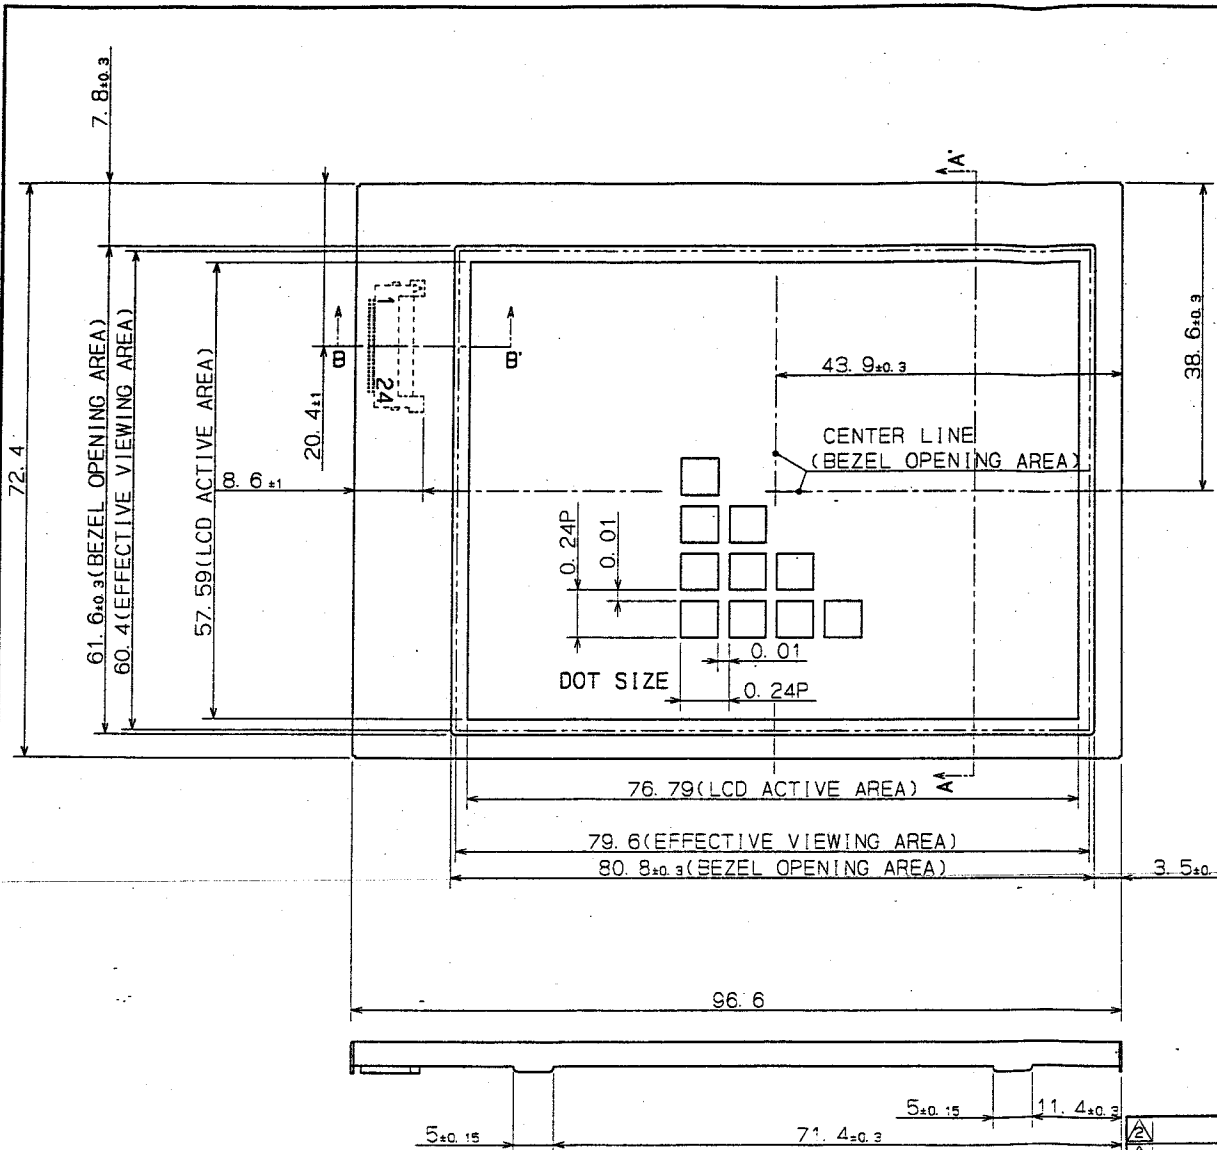 7. 8±0.3
A'
72. 4
61. 6±0.3(BEZEL OPENING AREA)
60. 4(EFFECTIVE VIEWING AREA)
57. 59(LCD ACTIVE AREA)
20. 4±1
8. 6±1
1
24
A
B
A
B'
38. 6±0.3
43. 9±0.3
CENTER LINE
(BEZEL OPENING AREA)
0. 24P
0. 01
0. 01
DOT SIZE
0. 24P
76. 79(LCD ACTIVE AREA)
A
79. 6(EFFECTIVE VIEWING AREA)
80. 8±0.3(BEZEL OPENING AREA)
3. 5±0.
96. 6
5±0.15
11. 4±0.3
5±0.15
71. 4±0.3
2